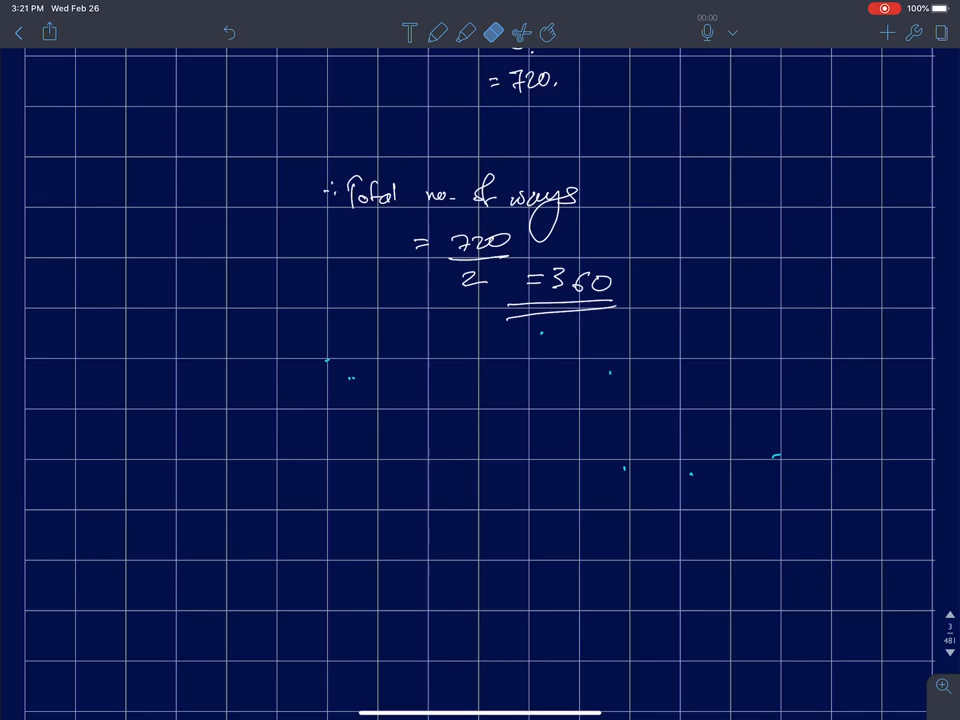 3:21 PM Wed Feb 26
100%
00:00
= 720.
∴ Total no. of ways
= 720
2 = 360
3
481